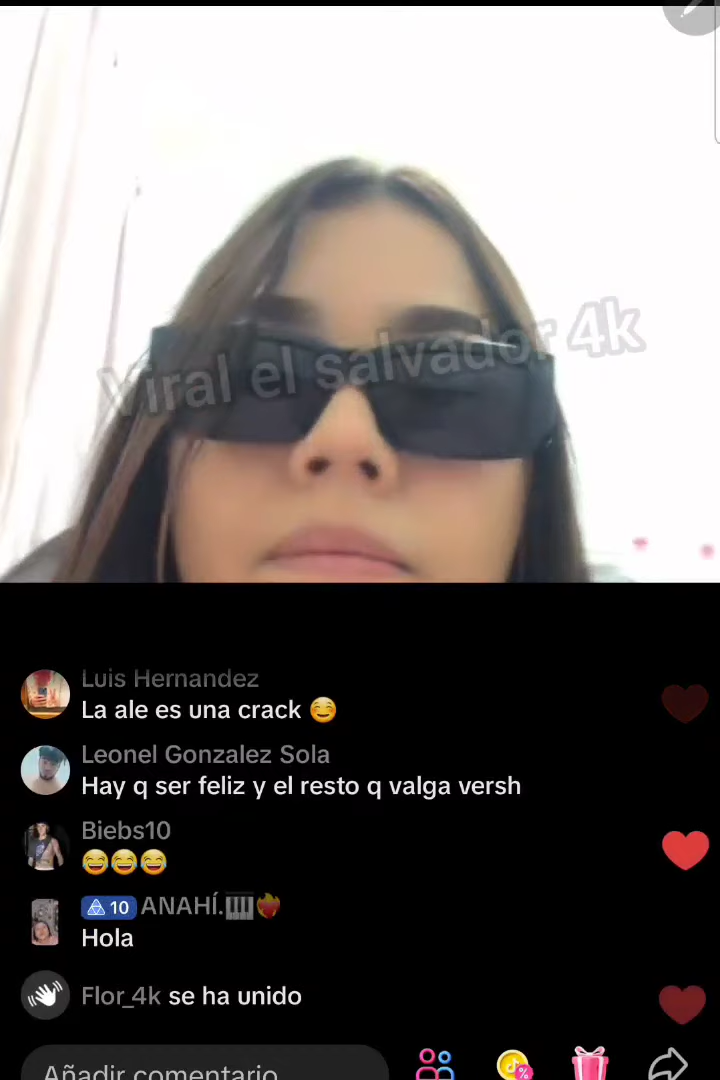 Viral el salvador 4k
Luis Hernandez
La ale es una crack 😊
Leonel Gonzalez Sola
Hay q ser feliz y el resto q valga versh
Biebs10
😂😂😂
10 ANAHÍ.🎹❤️‍🔥
Hola
Flor_4k se ha unido
Añadir comentario